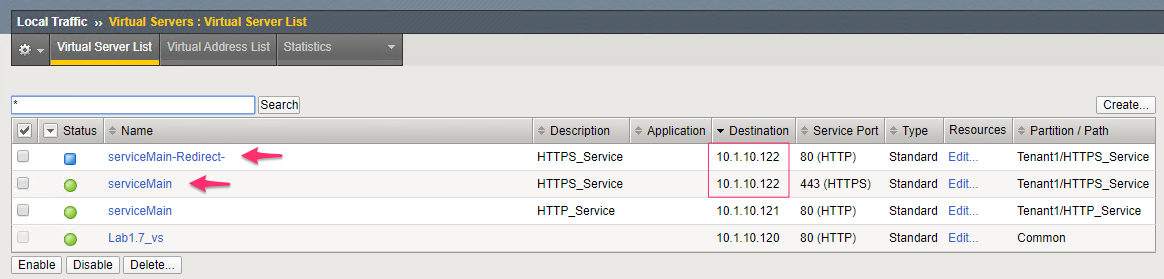 Local Traffic ›› Virtual Servers : Virtual Server List
Virtual Server List Virtual Address List Statistics
* Search Create...
Status Name Description Application Destination Service Port Type Resources Partition / Path
serviceMain-Redirect- HTTPS_Service 10.1.10.122 80 (HTTP) Standard Edit... Tenant1/HTTPS_Service
serviceMain HTTPS_Service 10.1.10.122 443 (HTTPS) Standard Edit... Tenant1/HTTPS_Service
serviceMain HTTP_Service 10.1.10.121 80 (HTTP) Standard Edit... Tenant1/HTTP_Service
Lab1.7_vs 10.1.10.120 80 (HTTP) Standard Edit... Common
Enable Disable Delete...